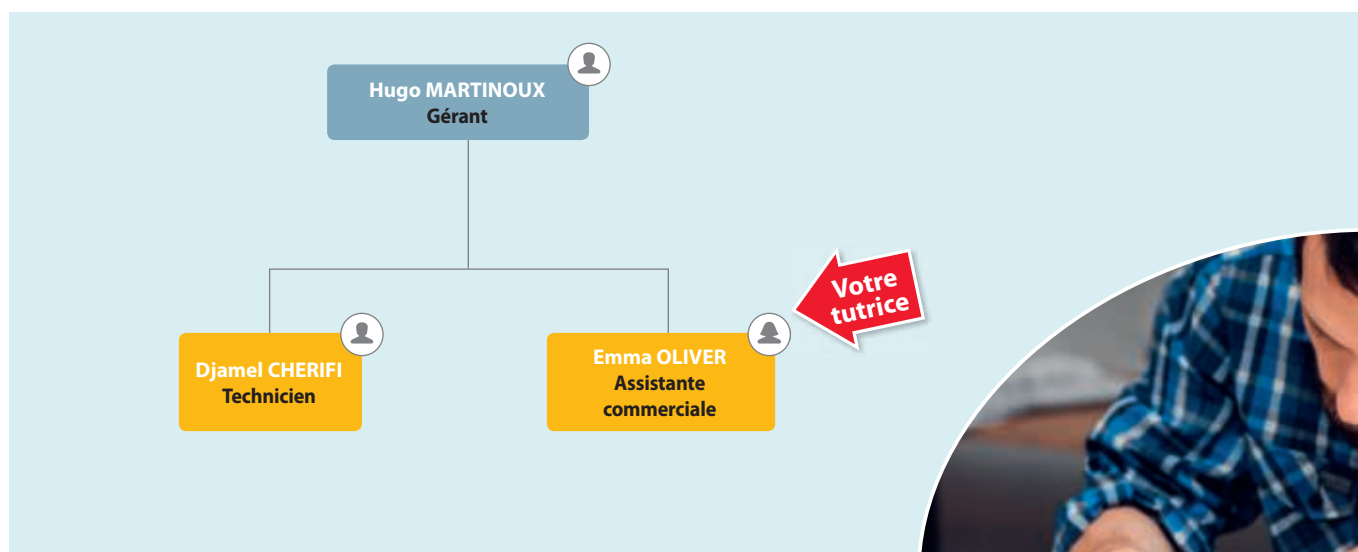 Hugo MARTINOUX
Gérant
Votre
tutrice
Djamel CHERIFI
Technicien
Emma OLIVER
Assistante
commerciale